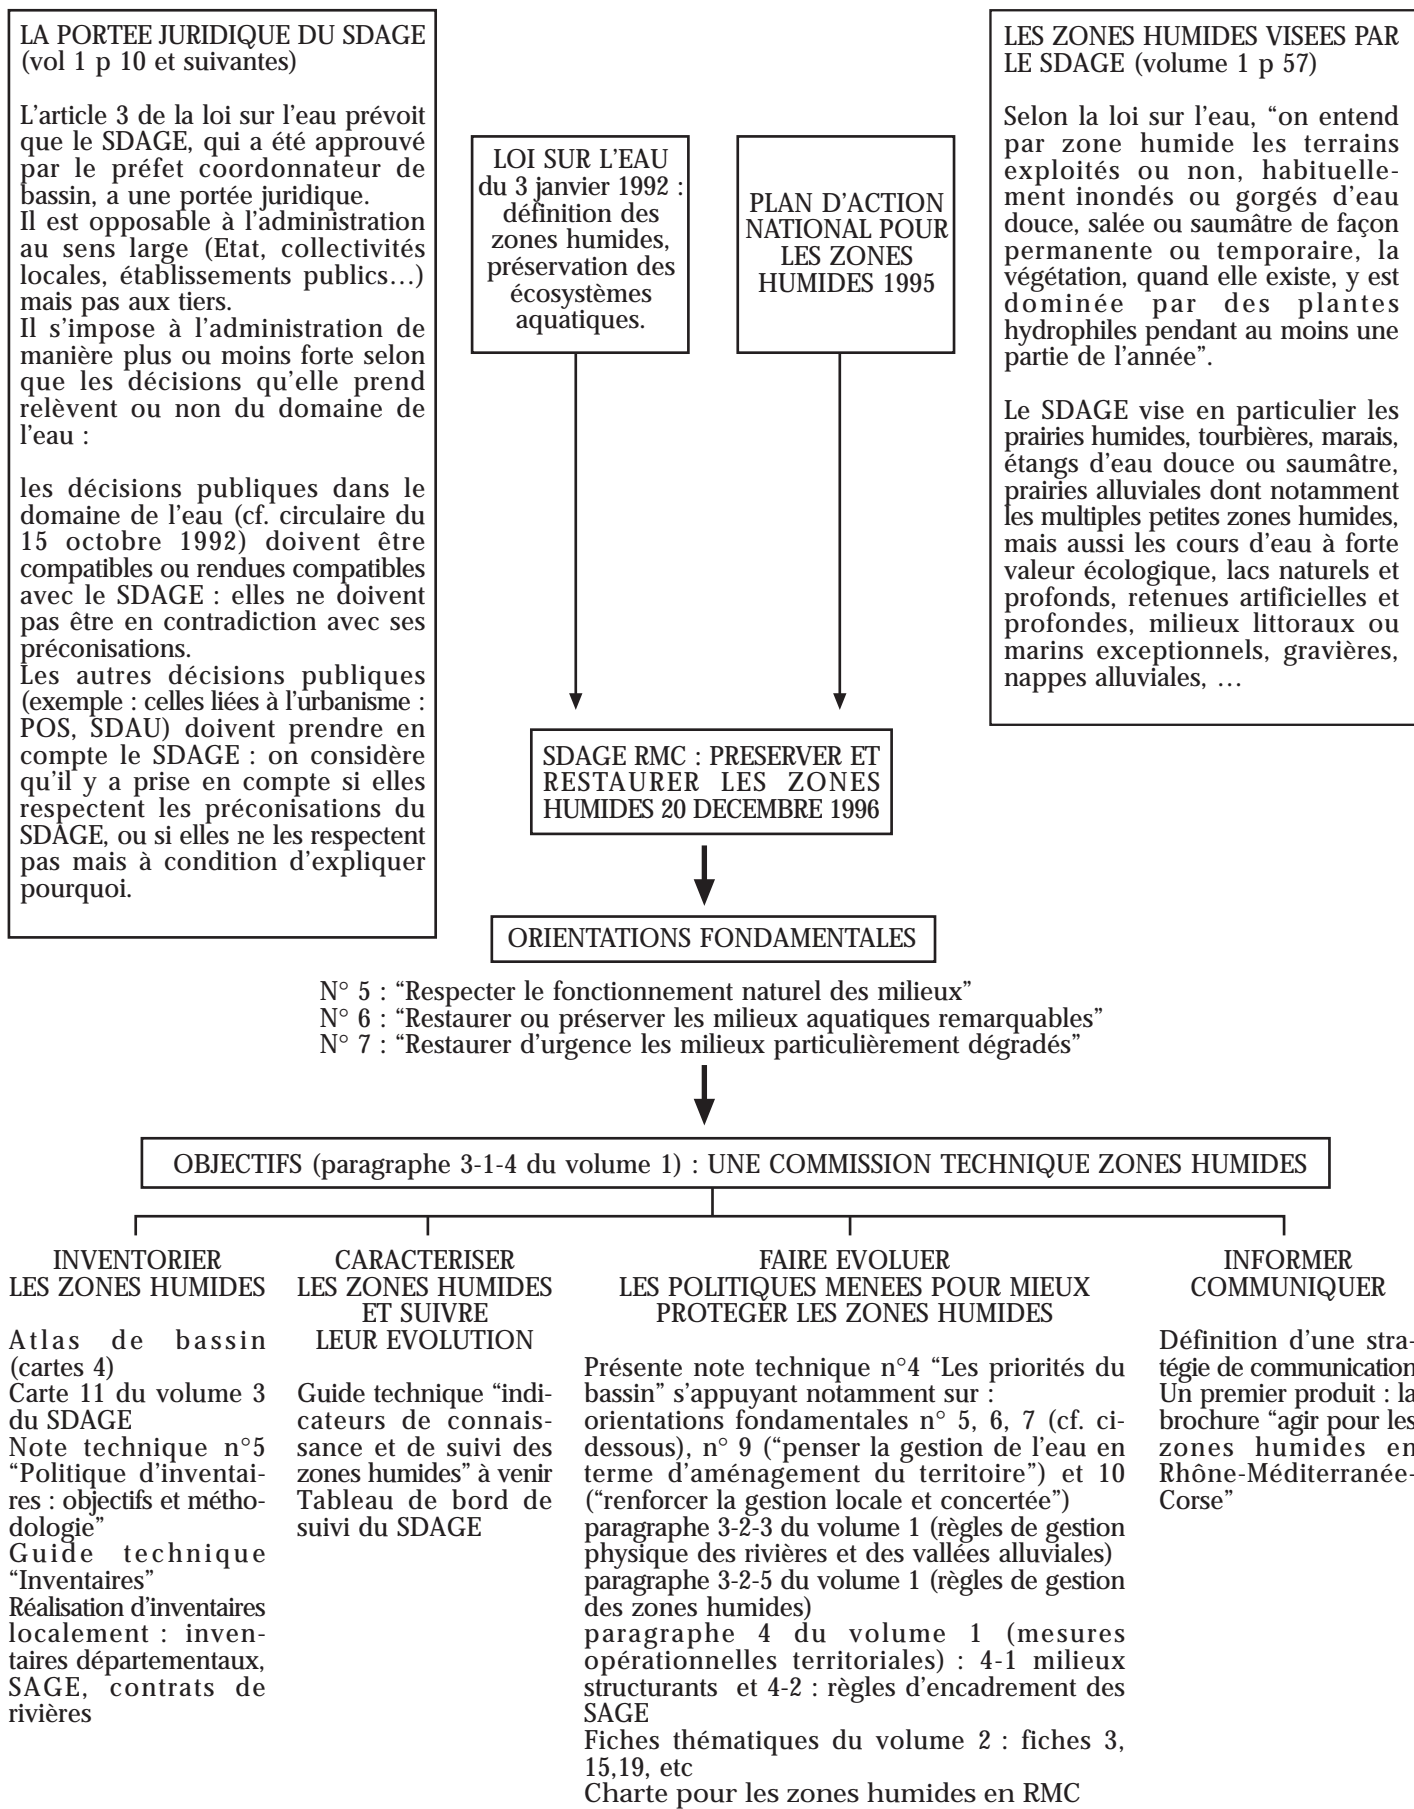 LA PORTEE JURIDIQUE DU SDAGE
(vol 1 p 10 et suivantes)
L'article 3 de la loi sur l'eau prévoit
que le SDAGE, qui a été approuvé
par le préfet coordonnateur de
bassin, a une portée juridique.
Il est opposable à l'administration
au sens large (Etat, collectivités
locales, établissements publics…)
mais pas aux tiers.
Il s'impose à l'administration de
manière plus ou moins forte selon
que les décisions qu'elle prend
relèvent ou non du domaine de
l'eau :
les décisions publiques dans le
domaine de l'eau (cf. circulaire du
15 octobre 1992) doivent être
compatibles ou rendues compatibles
avec le SDAGE : elles ne doivent
pas être en contradiction avec ses
préconisations.
Les autres décisions publiques
(exemple : celles liées à l'urbanisme :
POS, SDAU) doivent prendre en
compte le SDAGE : on considère
qu'il y a prise en compte si elles
respectent les préconisations du
SDAGE, ou si elles ne les respectent
pas mais à condition d'expliquer
pourquoi.
LOI SUR L'EAU
du 3 janvier 1992 :
définition des
zones humides,
préservation des
écosystèmes
aquatiques.
PLAN D'ACTION
NATIONAL POUR
LES ZONES
HUMIDES 1995
LES ZONES HUMIDES VISEES PAR
LE SDAGE (volume 1 p 57)
Selon la loi sur l'eau, “on entend
par zone humide les terrains
exploités ou non, habituelle-
ment inondés ou gorgés d'eau
douce, salée ou saumâtre de façon
permanente ou temporaire, la
végétation, quand elle existe, y est
dominée par des plantes
hydrophiles pendant au moins une
partie de l'année”.
Le SDAGE vise en particulier les
prairies humides, tourbières, marais,
étangs d'eau douce ou saumâtre,
prairies alluviales dont notamment
les multiples petites zones humides,
mais aussi les cours d'eau à forte
valeur écologique, lacs naturels et
profonds, retenues artificielles et
profondes, milieux littoraux ou
marins exceptionnels, gravières,
nappes alluviales, …
SDAGE RMC : PRESERVER ET
RESTAURER LES ZONES
HUMIDES 20 DECEMBRE 1996
ORIENTATIONS FONDAMENTALES
N° 5 : “Respecter le fonctionnement naturel des milieux”
N° 6 : “Restaurer ou préserver les milieux aquatiques remarquables”
N° 7 : “Restaurer d'urgence les milieux particulièrement dégradés”
OBJECTIFS (paragraphe 3-1-4 du volume 1) : UNE COMMISSION TECHNIQUE ZONES HUMIDES
INVENTORIER
LES ZONES HUMIDES
Atlas de bassin
(cartes 4)
Carte 11 du volume 3
du SDAGE
Note technique n°5
“Politique d'inventai-
res : objectifs et métho-
dologie”
Guide technique
“Inventaires”
Réalisation d'inventaires
localement : inven-
taires départementaux,
SAGE, contrats de
rivières
CARACTERISER
LES ZONES HUMIDES
ET SUIVRE
LEUR EVOLUTION
Guide technique “indi-
cateurs de connais-
sance et de suivi des
zones humides” à venir
Tableau de bord de
suivi du SDAGE
FAIRE EVOLUER
LES POLITIQUES MENEES POUR MIEUX
PROTEGER LES ZONES HUMIDES
Présente note technique n°4 “Les priorités du
bassin” s'appuyant notamment sur :
orientations fondamentales n° 5, 6, 7 (cf. ci-
dessous), n° 9 (“penser la gestion de l'eau en
terme d'aménagement du territoire”) et 10
(“renforcer la gestion locale et concertée”)
paragraphe 3-2-3 du volume 1 (règles de gestion
physique des rivières et des vallées alluviales)
paragraphe 3-2-5 du volume 1 (règles de gestion
des zones humides)
paragraphe 4 du volume 1 (mesures
opérationnelles territoriales) : 4-1 milieux
structurants et 4-2 : règles d'encadrement des
SAGE
Fiches thématiques du volume 2 : fiches 3,
15,19, etc
Charte pour les zones humides en RMC
INFORMER
COMMUNIQUER
Définition d'une stra-
tégie de communication
Un premier produit : la
brochure “agir pour les
zones humides en
Rhône-Méditerranée-
Corse”